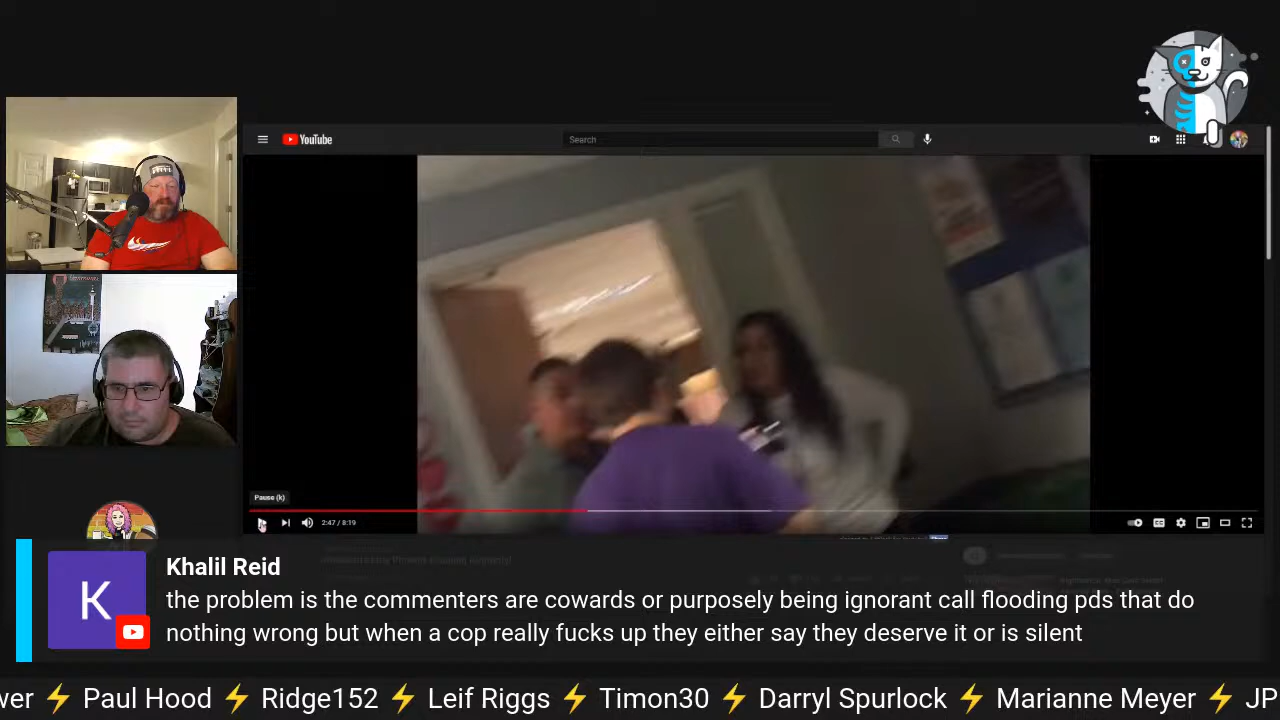 YouTube
Search
Pause (k)
2:47 / 8:19
Khalil Reid
K
the problem is the commenters are cowards or purposely being ignorant call flooding pds that do
nothing wrong but when a cop really fucks up they either say they deserve it or is silent
wer ⚡ Paul Hood ⚡ Ridge152 ⚡ Leif Riggs ⚡ Timon30 ⚡ Darryl Spurlock ⚡ Marianne Meyer ⚡ JP